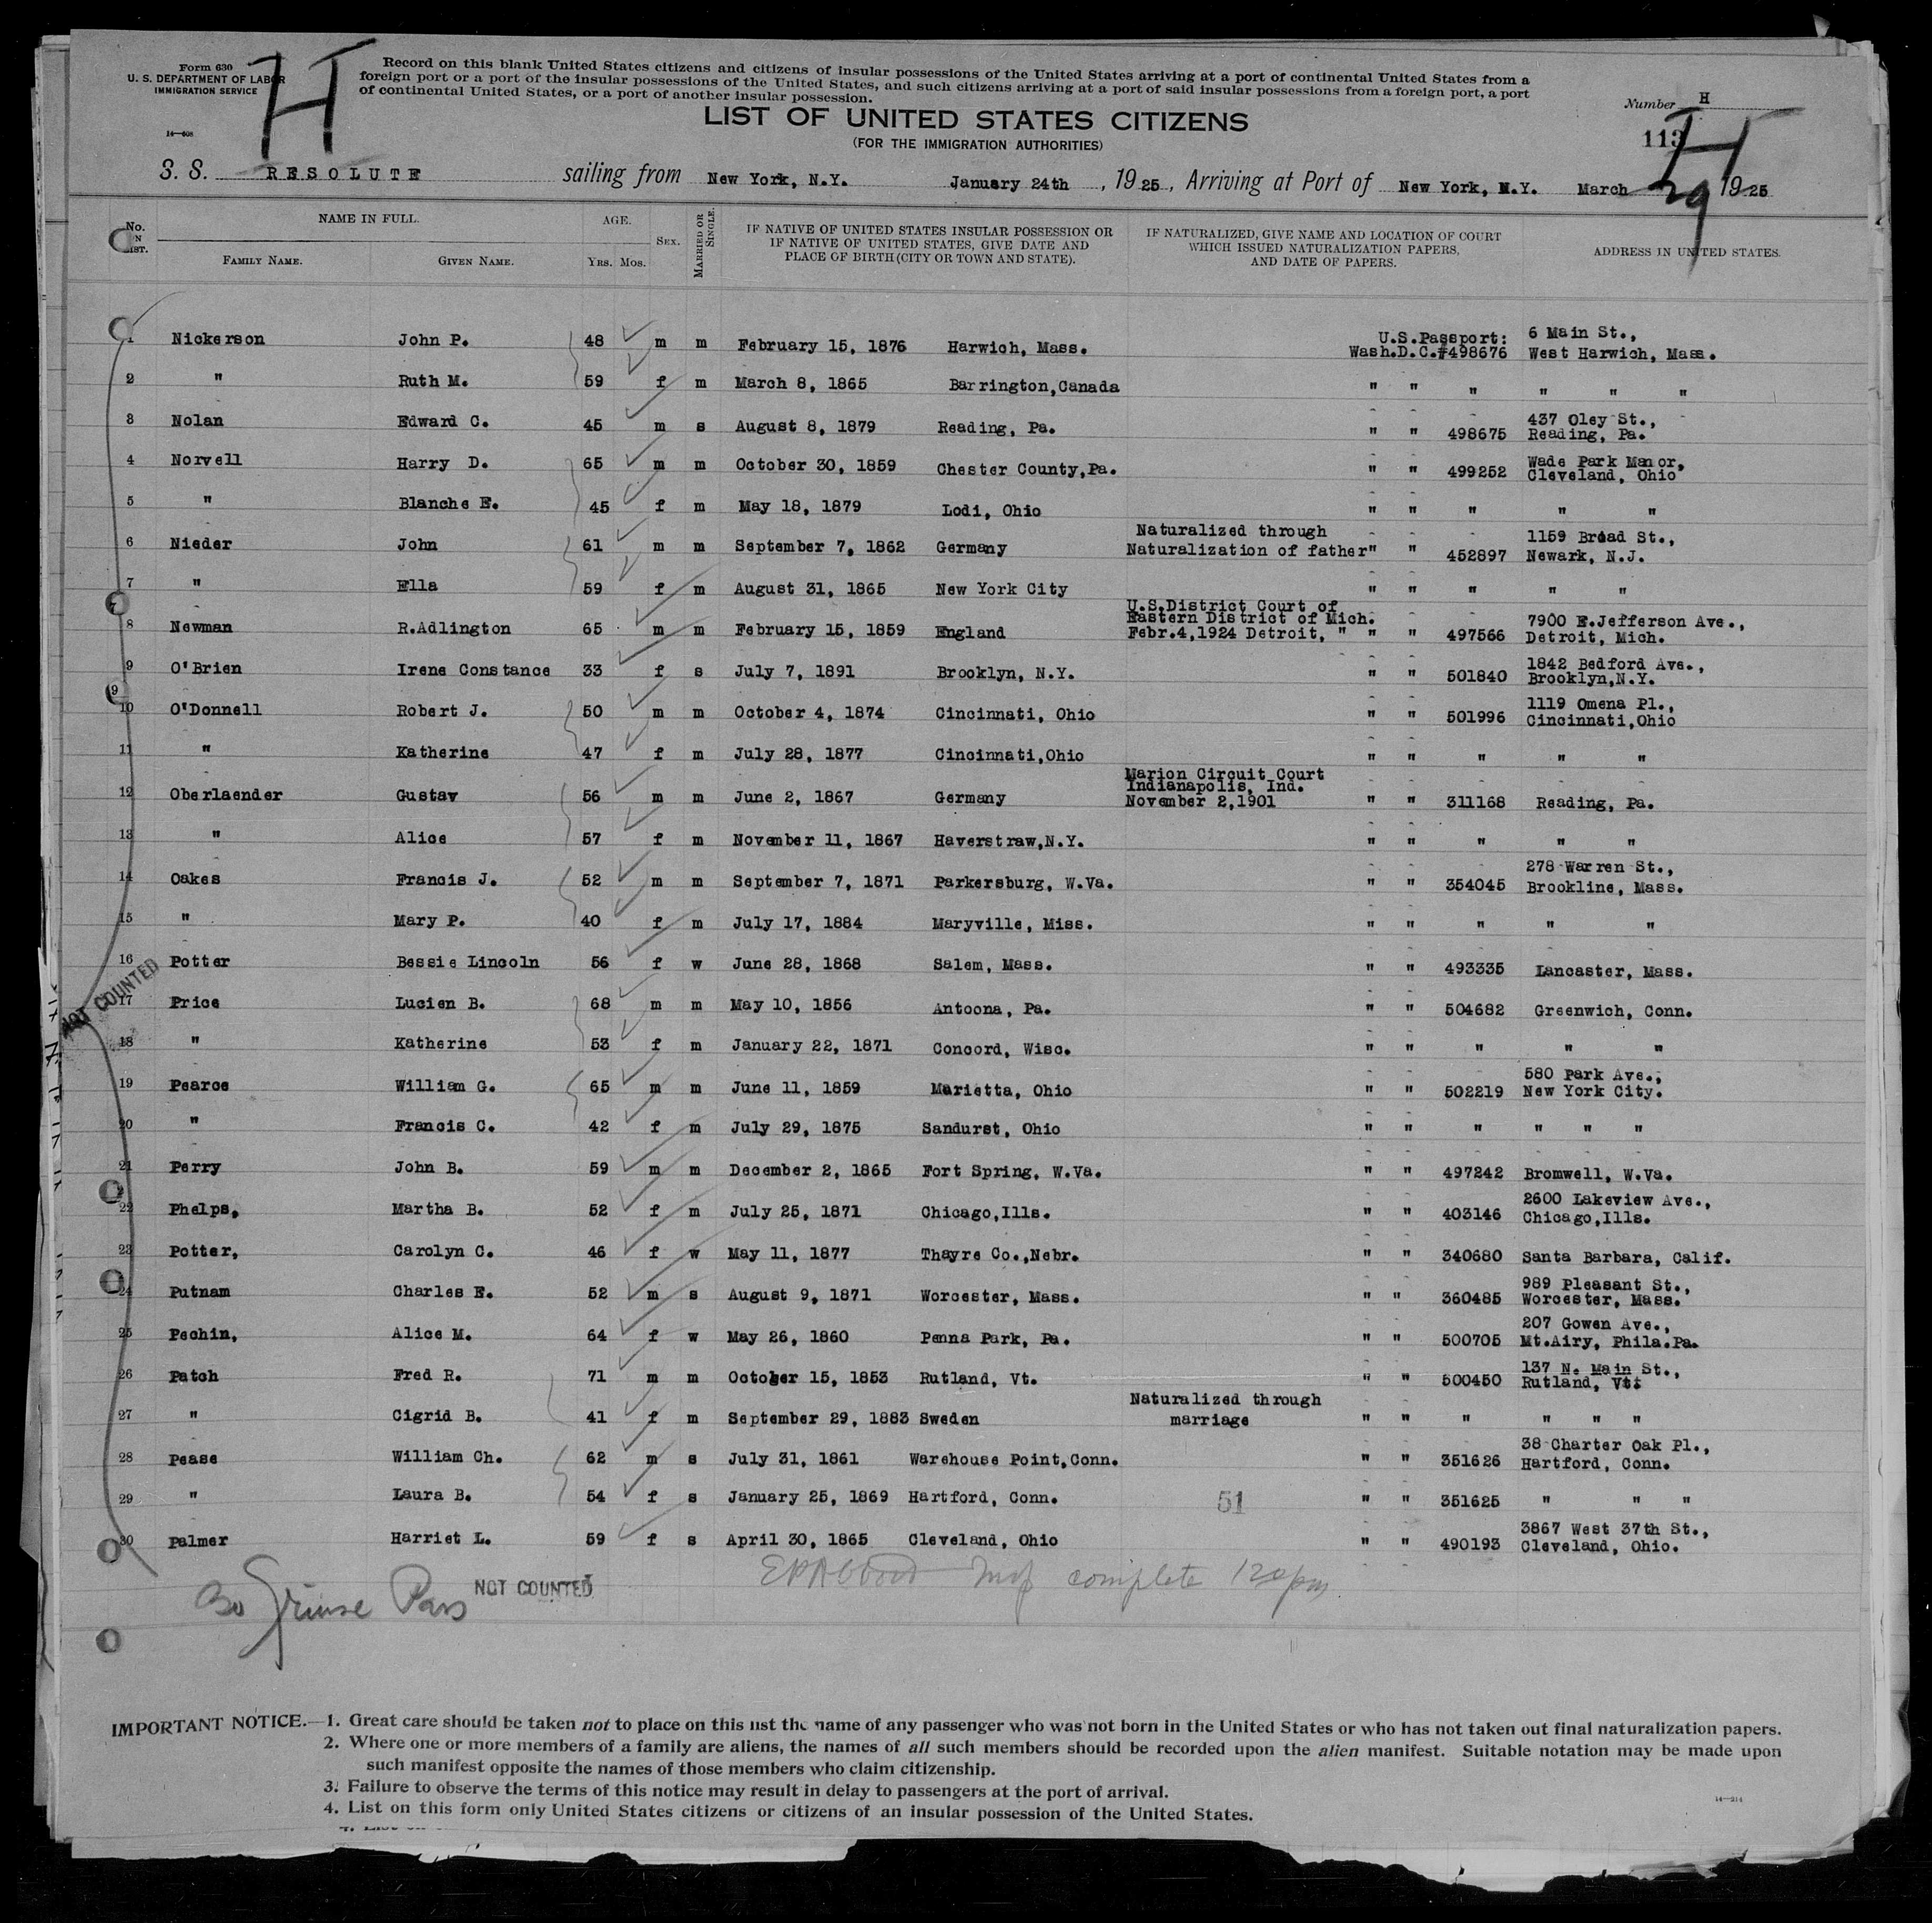 Form 630
U. S. DEPARTMENT OF LABOR
IMMIGRATION SERVICE
14—608
H
Record on this blank United States citizens and citizens of insular possessions of the United States arriving at a port of continental United States from a
foreign port or a port of the insular possessions of the United States, and such citizens arriving at a port of said insular possessions from a foreign port, a port
of continental United States, or a port of another insular possession.
LIST OF UNITED STATES CITIZENS
(FOR THE IMMIGRATION AUTHORITIES)
Number H
113
H
S. S. RESOLUTE sailing from New York, N.Y. January 24th, 1925, Arriving at Port of New York, N.Y. March 29 1925
No. ON LIST. NAME IN FULL. FAMILY NAME. GIVEN NAME. AGE. YRS. MOS. SEX. MARRIED OR SINGLE. IF NATIVE OF UNITED STATES INSULAR POSSESSION OR IF NATIVE OF UNITED STATES, GIVE DATE AND PLACE OF BIRTH (CITY OR TOWN AND STATE). IF NATURALIZED, GIVE NAME AND LOCATION OF COURT WHICH ISSUED NATURALIZATION PAPERS, AND DATE OF PAPERS. ADDRESS IN UNITED STATES.
1 Nickerson John P. 48 m m February 15, 1876 Harwich, Mass. U.S.Passport: Wash.D.C.#498676 6 Main St., West Harwich, Mass.
2 " Ruth M. 59 f m March 8, 1865 Barrington,Canada " " " " " "
3 Nolan Edward C. 45 m s August 8, 1879 Reading, Pa. " " 498675 437 Oley St., Reading, Pa.
4 Norvell Harry D. 65 m m October 30, 1859 Chester County,Pa. " " 499252 Wade Park Manor, Cleveland, Ohio
5 " Blanche E. 45 f m May 18, 1879 Lodi, Ohio " " " " "
6 Nieder John 61 m m September 7, 1862 Germany Naturalized through Naturalization of father " " 452897 1159 Broad St., Newark, N.J.
7 " Ella 59 f m August 31, 1865 New York City " " " " "
8 Newman R.Adlington 65 m m February 15, 1859 England U.S.District Court of Eastern District of Mich. Febr.4,1924 Detroit, " " " 497566 7900 E.Jefferson Ave., Detroit, Mich.
9 O'Brien Irene Constance 33 f s July 7, 1891 Brooklyn, N.Y. " " 501840 1842 Bedford Ave., Brooklyn,N.Y.
10 O'Donnell Robert J. 50 m m October 4, 1874 Cincinnati, Ohio " " 501996 1119 Omena Pl., Cincinnati,Ohio
11 " Katherine 47 f m July 28, 1877 Cincinnati,Ohio " " " " "
12 Oberlaender Gustav 56 m m June 2, 1867 Germany Marion Circuit Court Indianapolis, Ind. November 2,1901 " " 311168 Reading, Pa.
13 " Alice 57 f m November 11, 1867 Haverstraw,N.Y. " " " " "
14 Oakes Francis J. 52 m m September 7, 1871 Parkersburg, W.Va. " " 354045 278 Warren St., Brookline, Mass.
15 " Mary P. 40 f m July 17, 1884 Maryville, Miss. " " " " "
16 Potter Bessie Lincoln 56 f w June 28, 1868 Salem, Mass. " " 493335 Lancaster, Mass.
NOT COUNTED
17 Price Lucien B. 68 m m May 10, 1856 Antoona, Pa. " " 504682 Greenwich, Conn.
18 " Katherine 53 f m January 22, 1871 Concord, Wisc. " " " " "
19 Pearce William G. 65 m m June 11, 1859 Marietta, Ohio " " 502219 580 Park Ave., New York City.
20 " Francis C. 42 f m July 29, 1875 Sandurst, Ohio " " " " " "
21 Perry John B. 59 m m December 2, 1865 Fort Spring, W.Va. " " 497242 Bromwell, W.Va.
22 Phelps, Martha B. 52 f m July 25, 1871 Chicago,Ills. " " 403146 2600 Lakeview Ave., Chicago,Ills.
23 Potter, Carolyn C. 46 f w May 11, 1877 Thayre Co.,Nebr. " " 340680 Santa Barbara, Calif.
24 Putnam Charles E. 52 m s August 9, 1871 Worcester, Mass. " " 360485 989 Pleasant St., Worcester, Mass.
25 Pechin, Alice M. 64 f w May 26, 1860 Penna Park, Pa. " " 500705 207 Gowen Ave., Mt.Airy, Phila.Pa.
26 Patch Fred R. 71 m m October 15, 1853 Rutland, Vt. " " 500450 137 N. Main St., Rutland, Vt.
27 " Cigrid B. 41 f m September 29, 1883 Sweden Naturalized through marriage " " " " " "
28 Pease William Ch. 62 m s July 31, 1861 Warehouse Point,Conn. " " 351626 38 Charter Oak Pl., Hartford, Conn.
29 " Laura B. 54 f s January 25, 1869 Hartford, Conn. 51 " " 351625 " " "
30 Palmer Harriet L. 59 f s April 30, 1865 Cleveland, Ohio " " 490193 3867 West 37th St., Cleveland, Ohio.
complete
30 Pass NOT COUNTED
IMPORTANT NOTICE.—1. Great care should be taken not to place on this list the name of any passenger who was not born in the United States or who has not taken out final naturalization papers.
2. Where one or more members of a family are aliens, the names of all such members should be recorded upon the alien manifest. Suitable notation may be made upon
such manifest opposite the names of those members who claim citizenship.
3. Failure to observe the terms of this notice may result in delay to passengers at the port of arrival.
4. List on this form only United States citizens or citizens of an insular possession of the United States.
14—214